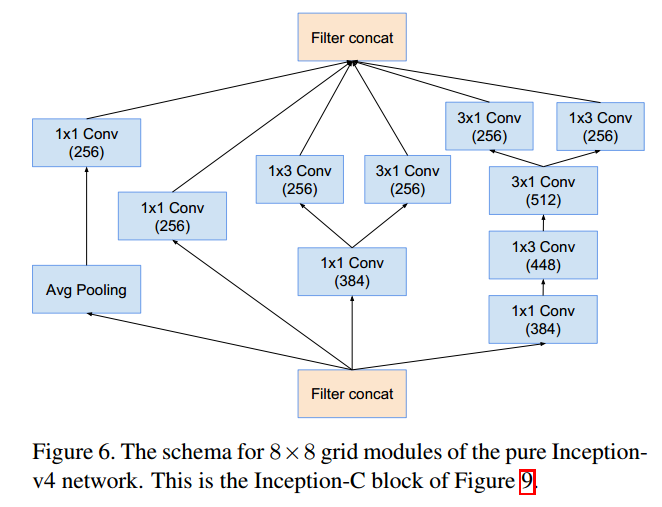 Filter concat
1x1 Conv
(256)
1x1 Conv
(256)
1x3 Conv
(256)
3x1 Conv
(256)
3x1 Conv
(256)
1x3 Conv
(256)
3x1 Conv
(512)
1x3 Conv
(448)
1x1 Conv
(384)
Avg Pooling
1x1 Conv
(384)
Filter concat
Figure 6. The schema for 8 × 8 grid modules of the pure Inception-
v4 network. This is the Inception-C block of Figure 9.